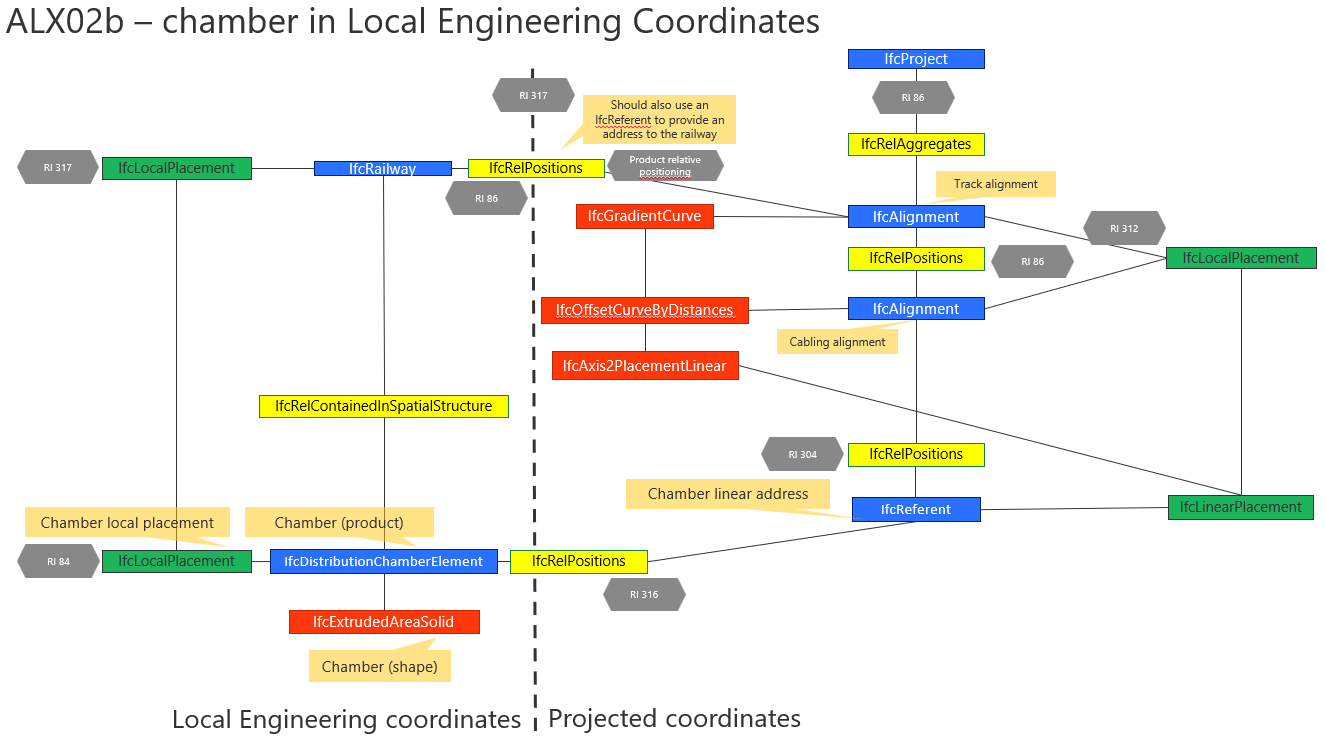 ALX02b – chamber in Local Engineering Coordinates
IfcProject
RI 317
RI 86
Should also use an
IfcReferent to provide an
address to the railway
IfcRelAggregates
RI 317
IfcLocalPlacement
IfcRailway
IfcRelPositions
Product relative
positioning
Track alignment
RI 86
IfcGradientCurve
IfcAlignment
RI 312
IfcRelPositions
RI 86
IfcLocalPlacement
IfcOffsetCurveByDistances
IfcAlignment
Cabling alignment
IfcAxis2PlacementLinear
IfcRelContainedInSpatialStructure
RI 304
IfcRelPositions
Chamber linear address
IfcReferent
IfcLinearPlacement
Chamber local placement
Chamber (product)
RI 84
IfcLocalPlacement
IfcDistributionChamberElement
IfcRelPositions
RI 316
IfcExtrudedAreaSolid
Chamber (shape)
Local Engineering coordinates
Projected coordinates